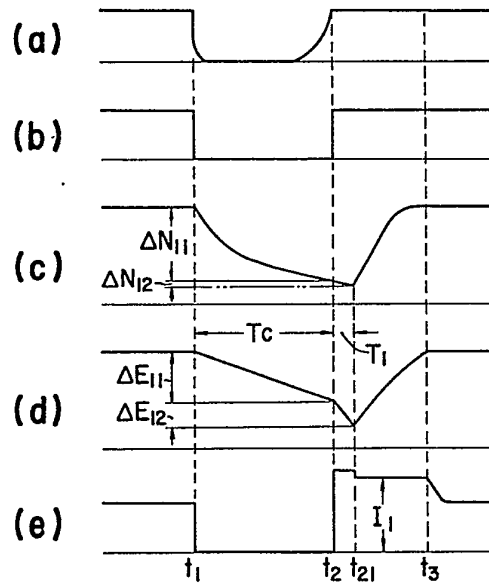 (a)
(b)
(c)
ΔN₁₁
ΔN₁₂
Tc
T₁
(d)
ΔE₁₁
ΔE₁₂
(e)
I₁
t₁ t₂ t₂₁ t₃